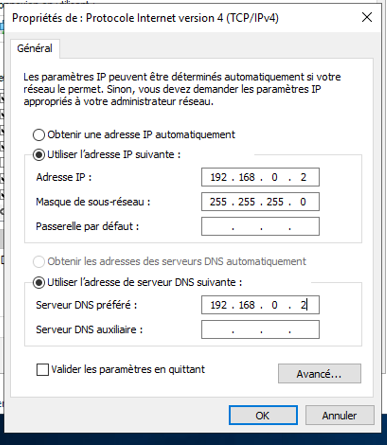 Propriétés de : Protocole Internet version 4 (TCP/IPv4)
Général
Les paramètres IP peuvent être déterminés automatiquement si votre
réseau le permet. Sinon, vous devez demander les paramètres IP
appropriés à votre administrateur réseau.
Obtenir une adresse IP automatiquement
Utiliser l'adresse IP suivante :
Adresse IP : 192 . 168 . 0 . 2
Masque de sous-réseau : 255 . 255 . 255 . 0
Passerelle par défaut : . . .
Obtenir les adresses des serveurs DNS automatiquement
Utiliser l'adresse de serveur DNS suivante :
Serveur DNS préféré : 192 . 168 . 0 . 2
Serveur DNS auxiliaire : . . .
Valider les paramètres en quittant
Avancé...
OK Annuler